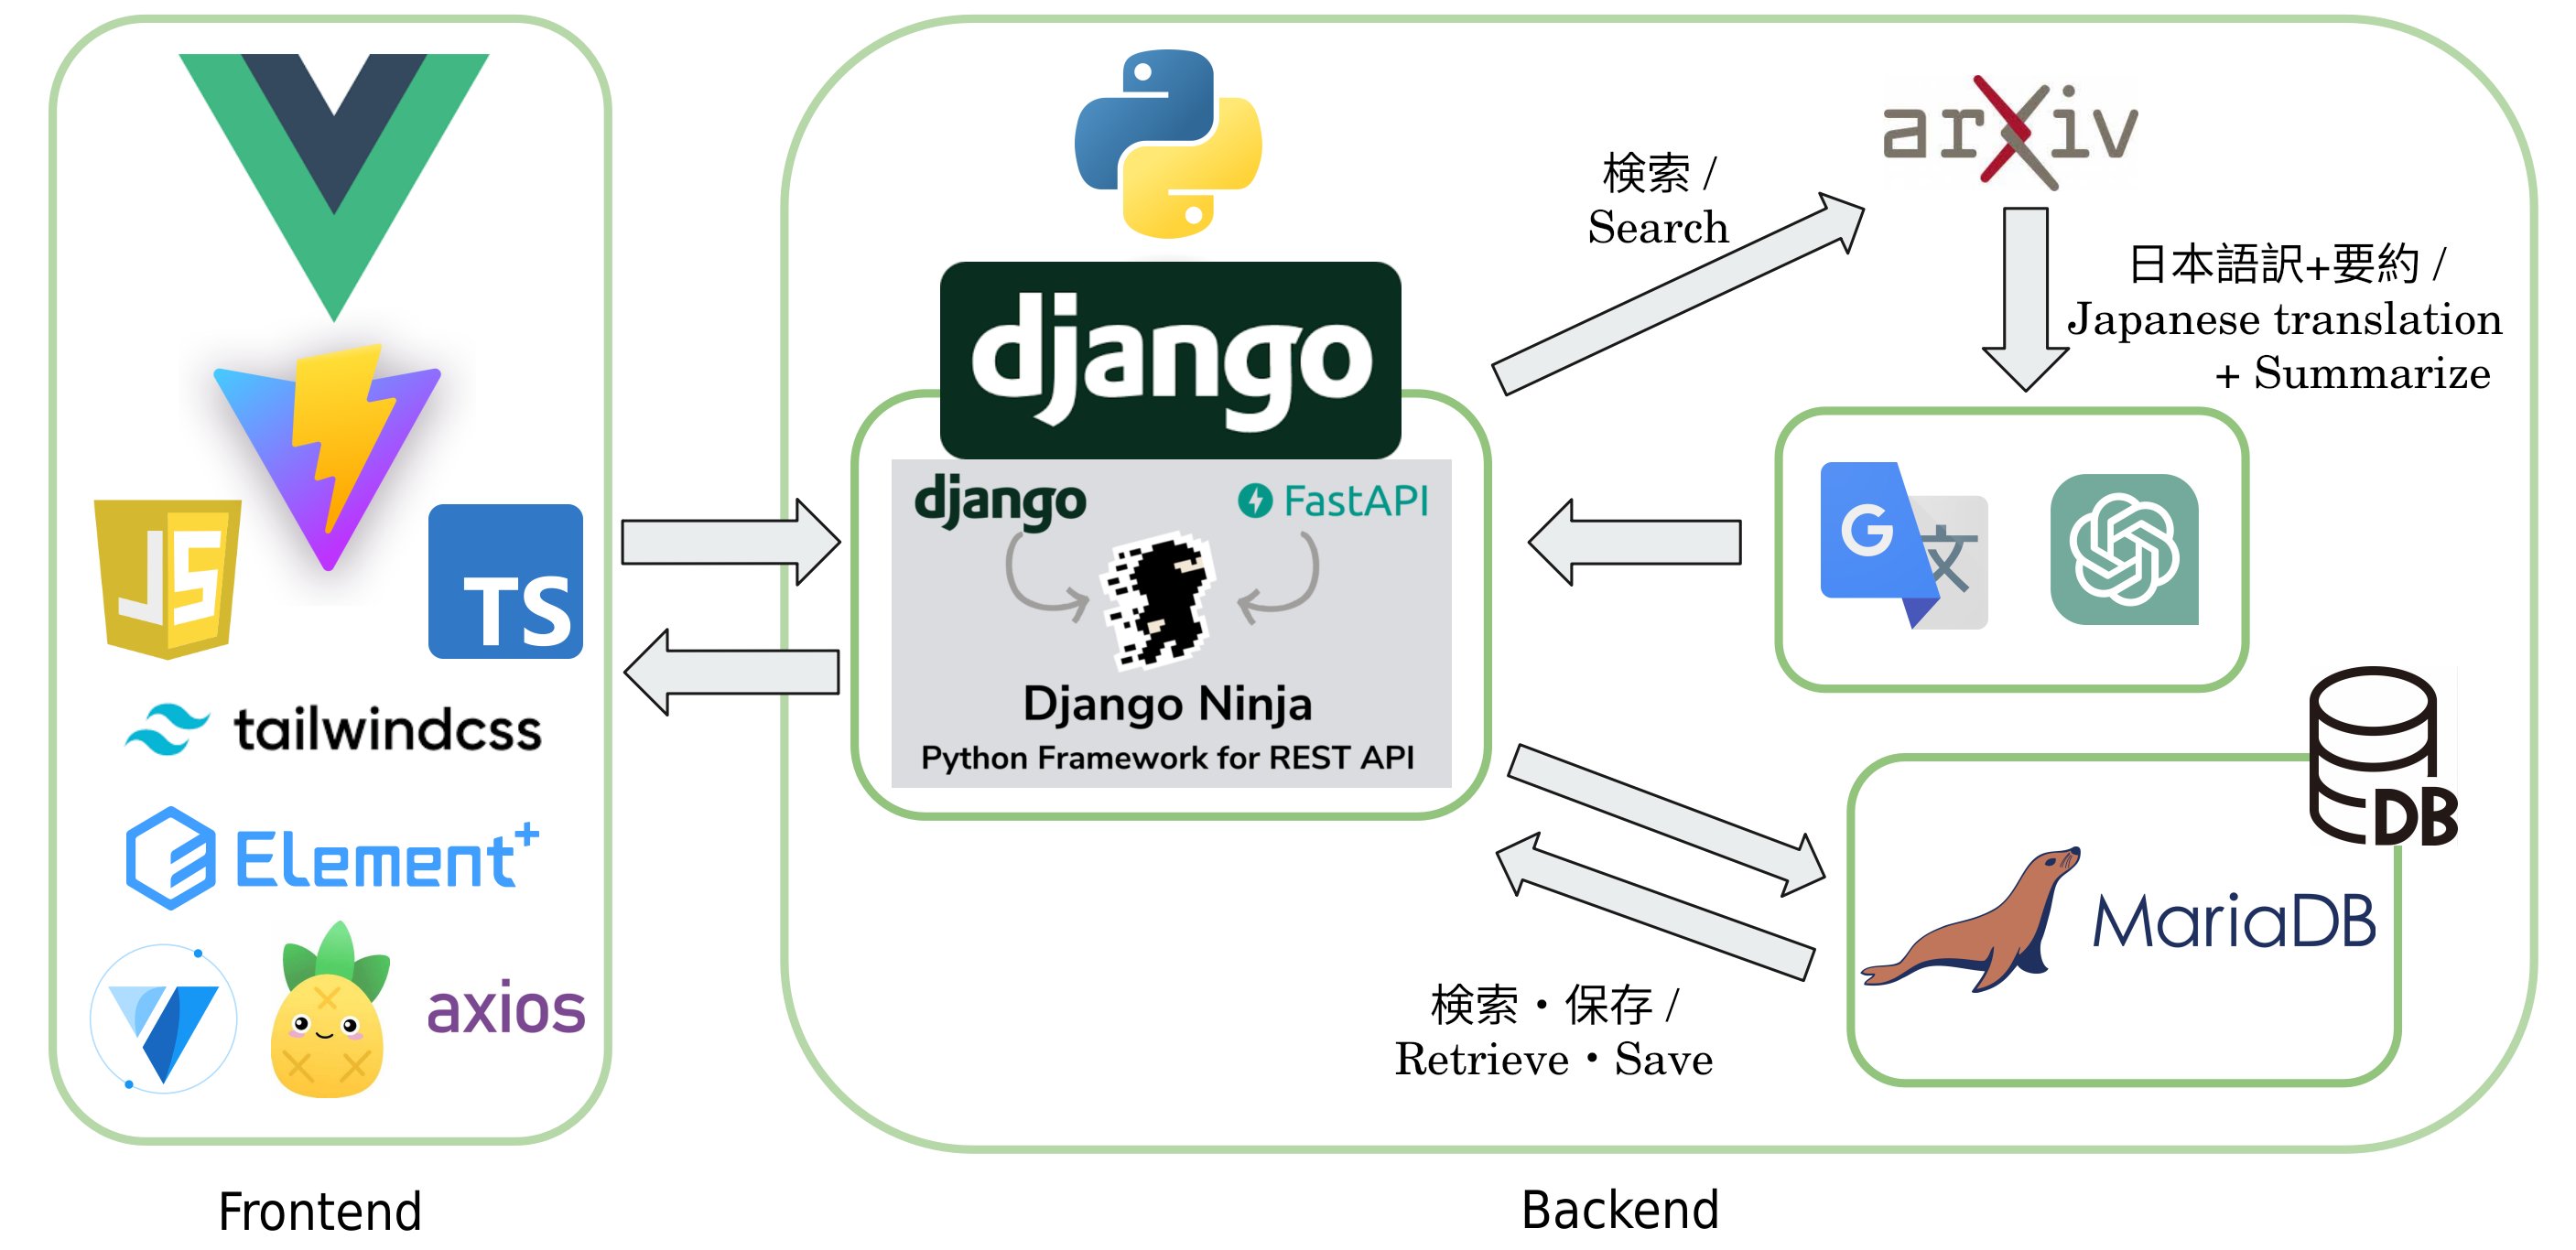 JS
TS
tailwindcss
Element+
axios
Frontend
django
django
FastAPI
Django Ninja
Python Framework for REST API
検索 /
Search
arXiv
日本語訳+要約 /
Japanese translation
+ Summarize
G
文
DB
MariaDB
検索・保存 /
Retrieve・Save
Backend